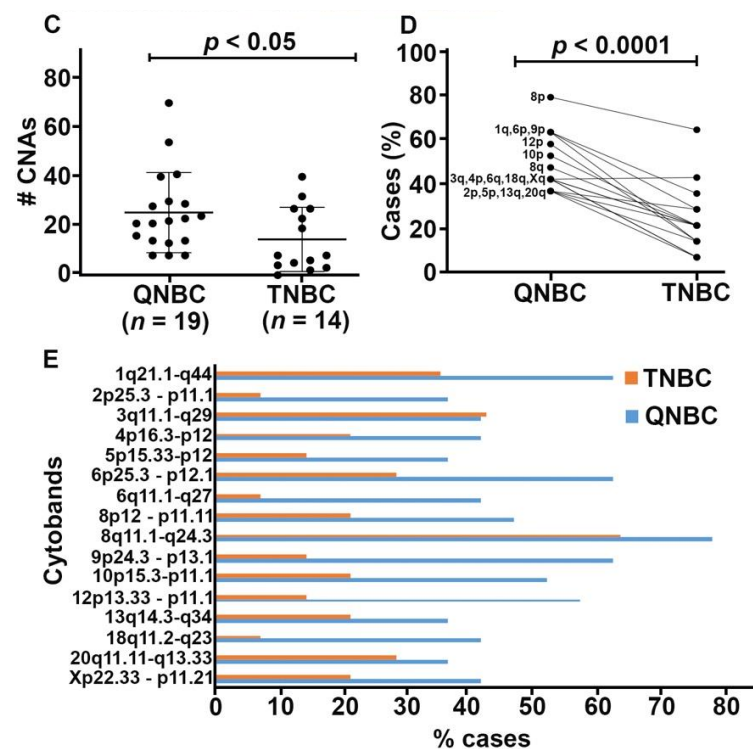 C
p < 0.05
# CNAs
80
60
40
20
0
QNBC
(n = 19)
TNBC
(n = 14)
D
p < 0.0001
Cases (%)
100
80
60
40
20
0
8p
1q,6p,9p
12p
10p
8q
3q,4p,6q,18q,Xq
2p,5p,13q,20q
QNBC
TNBC
E
TNBC
QNBC
Cytobands
1q21.1-q44
2p25.3 - p11.1
3q11.1-q29
4p16.3-p12
5p15.33-p12
6p25.3 - p12.1
6q11.1-q27
8p12 - p11.11
8q11.1-q24.3
9p24.3 - p13.1
10p15.3-p11.1
12p13.33 - p11.1
13q14.3-q34
18q11.2-q23
20q11.11-q13.33
Xp22.33 - p11.21
0 10 20 30 40 50 60 70 80
% cases